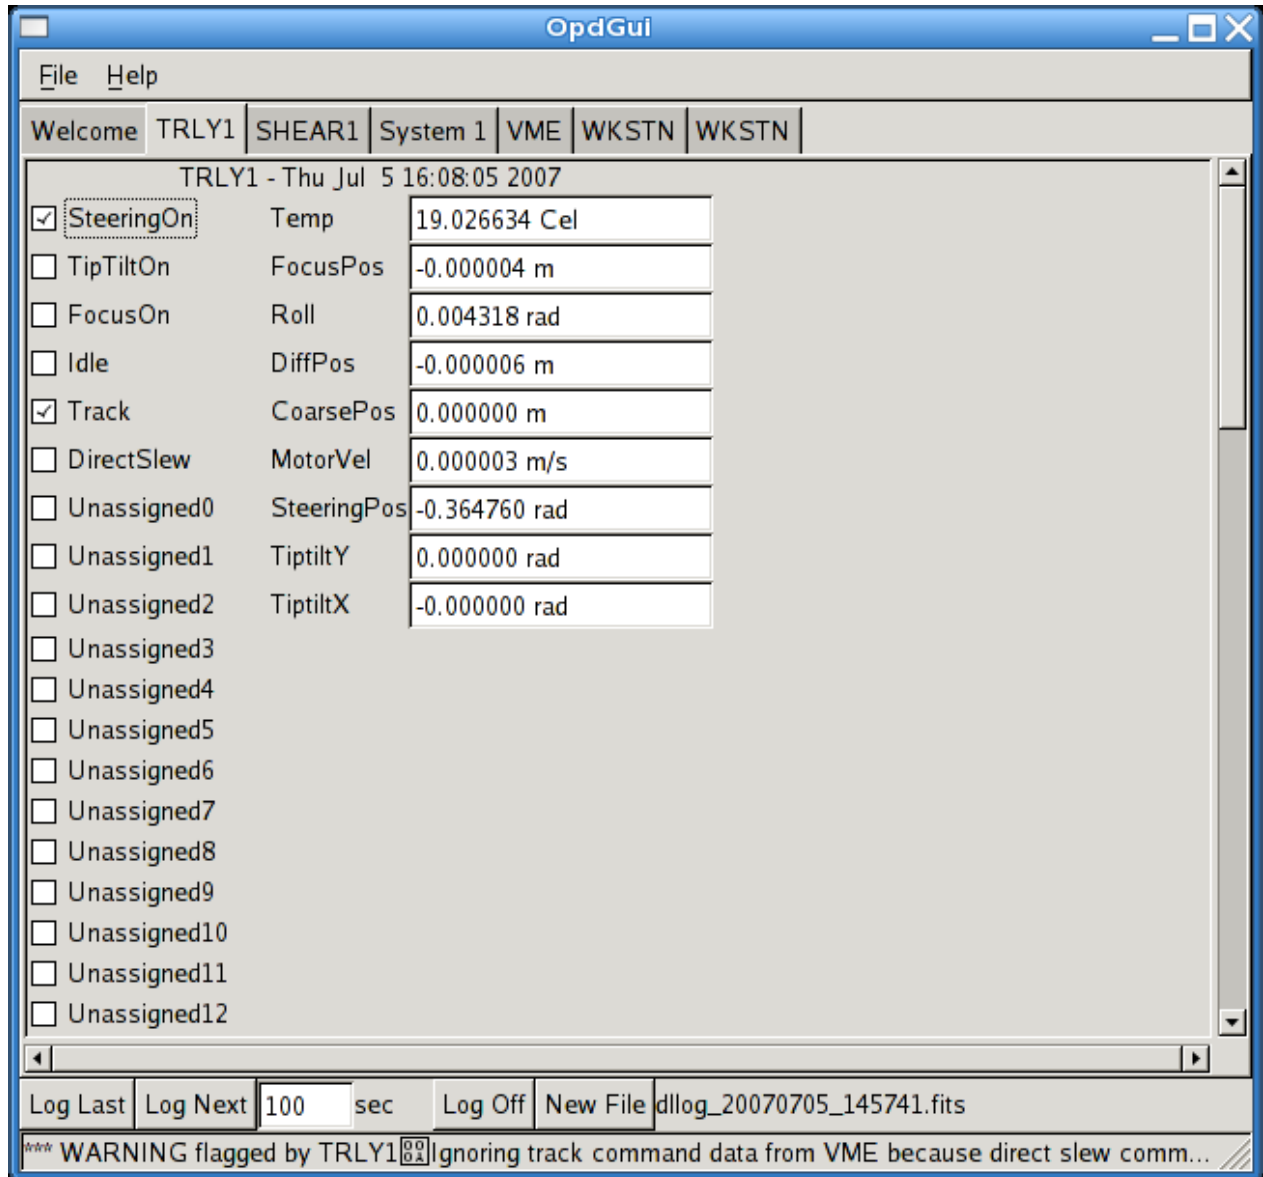 OpdGui
File Help
Welcome TRLY1 SHEAR1 System 1 VME WKSTN WKSTN
TRLY1 - Thu Jul 5 16:08:05 2007
SteeringOn Temp 19.026634 Cel
TipTiltOn FocusPos -0.000004 m
FocusOn Roll 0.004318 rad
Idle DiffPos -0.000006 m
Track CoarsePos 0.000000 m
DirectSlew MotorVel 0.000003 m/s
Unassigned0 SteeringPos -0.364760 rad
Unassigned1 TiptiltY 0.000000 rad
Unassigned2 TiptiltX -0.000000 rad
Unassigned3
Unassigned4
Unassigned5
Unassigned6
Unassigned7
Unassigned8
Unassigned9
Unassigned10
Unassigned11
Unassigned12
Log Last Log Next 100 sec Log Off New File dllog_20070705_145741.fits
*** WARNING flagged by TRLY1 Ignoring track command data from VME because direct slew comm...